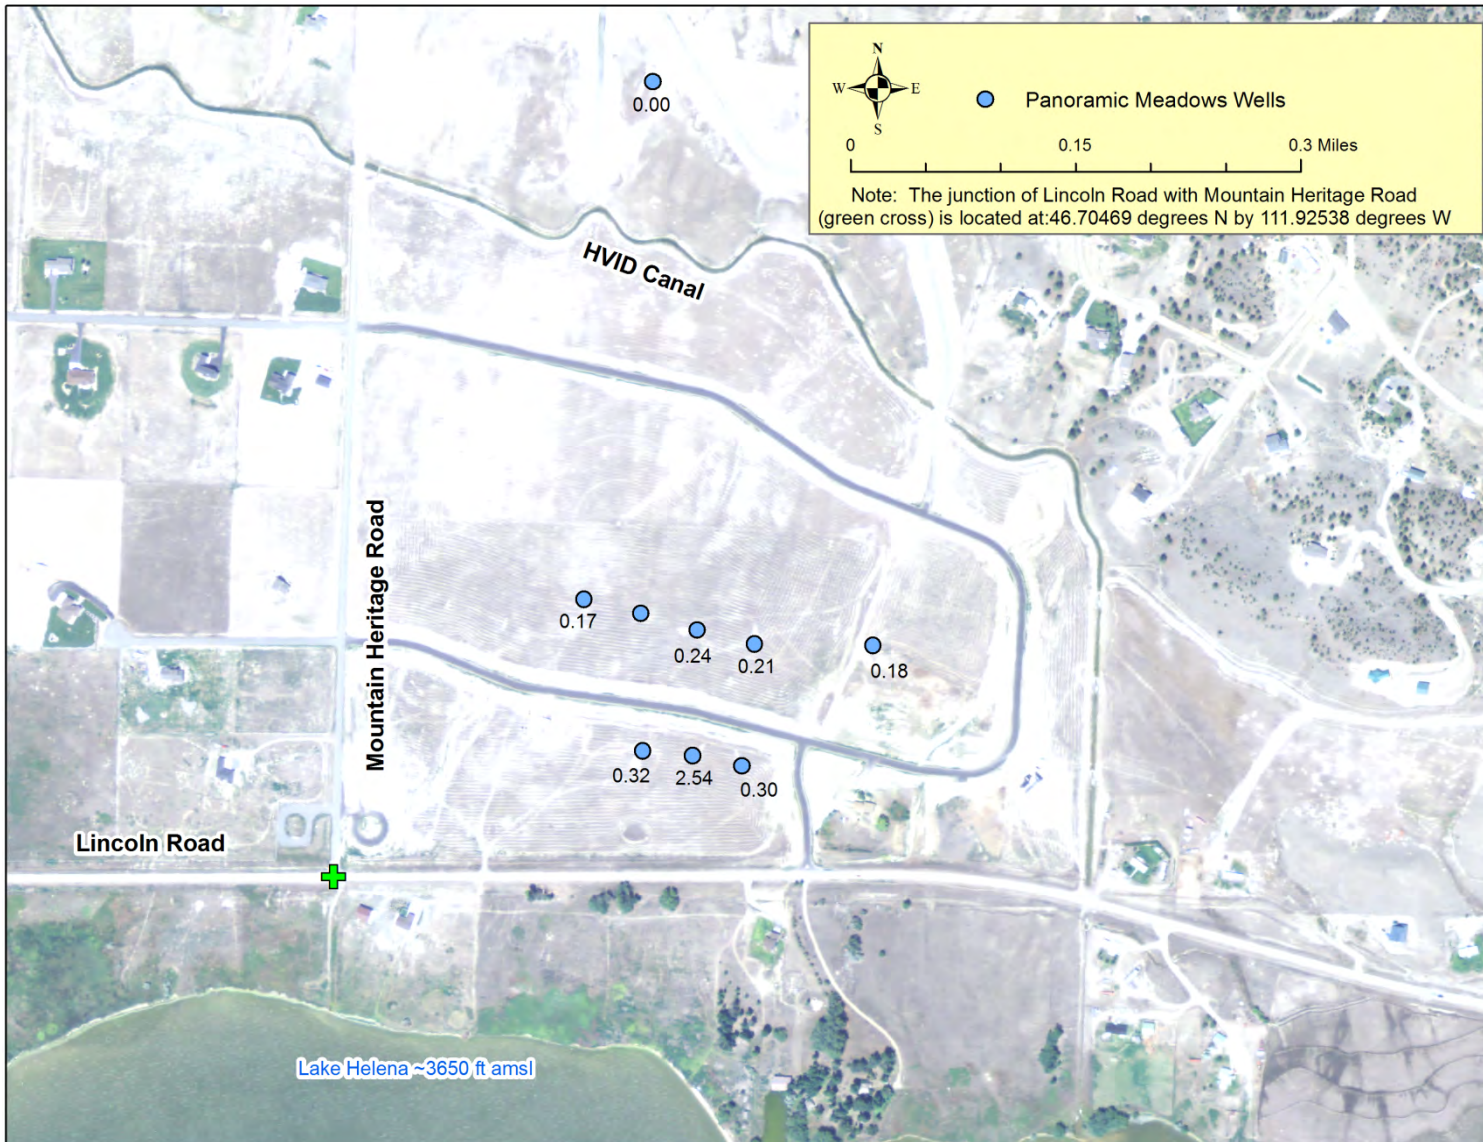 N
W E
S
Panoramic Meadows Wells
0 0.15 0.3 Miles
Note: The junction of Lincoln Road with Mountain Heritage Road
(green cross) is located at:46.70469 degrees N by 111.92538 degrees W
0.00
HVID Canal
Mountain Heritage Road
0.17
0.24
0.21
0.18
0.32
2.54
0.30
Lincoln Road
Lake Helena ~3650 ft amsl